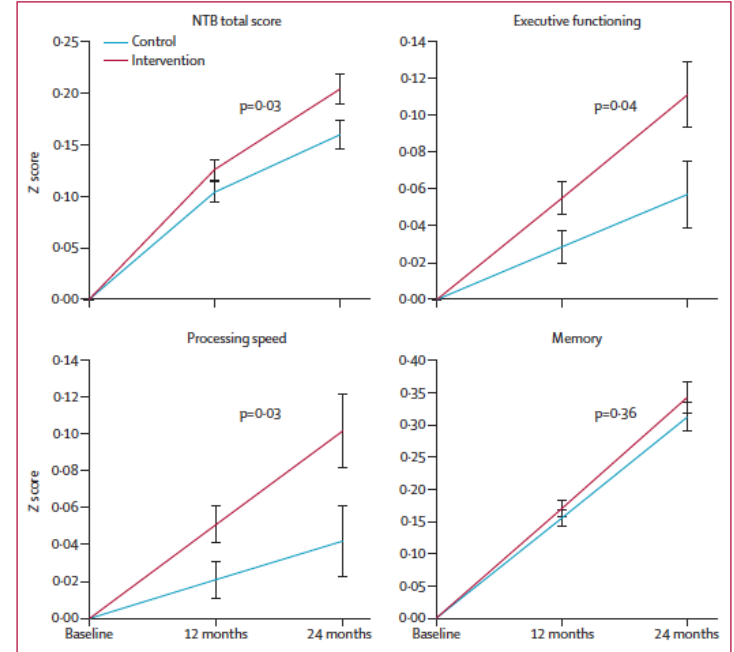 NTB total score
0·25
0·20
0·15
0·10
0·05
0·00
Z score
Control
Intervention
p=0·03
Executive functioning
0·14
0·12
0·10
0·08
0·06
0·04
0·02
0·00
p=0·04
Processing speed
0·14
0·12
0·10
0·08
0·06
0·04
0·02
0·00
Z score
p=0·03
Baseline
12 months
24 months
Memory
0·40
0·35
0·30
0·25
0·20
0·15
0·10
0·05
0·00
p=0·36
Baseline
12 months
24 months